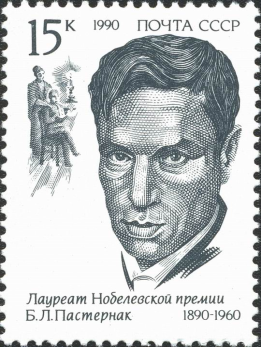 15к 1990 ПОЧТА СССР
Лауреат Нобелевской премии
Б.Л.Пастернак 1890-1960